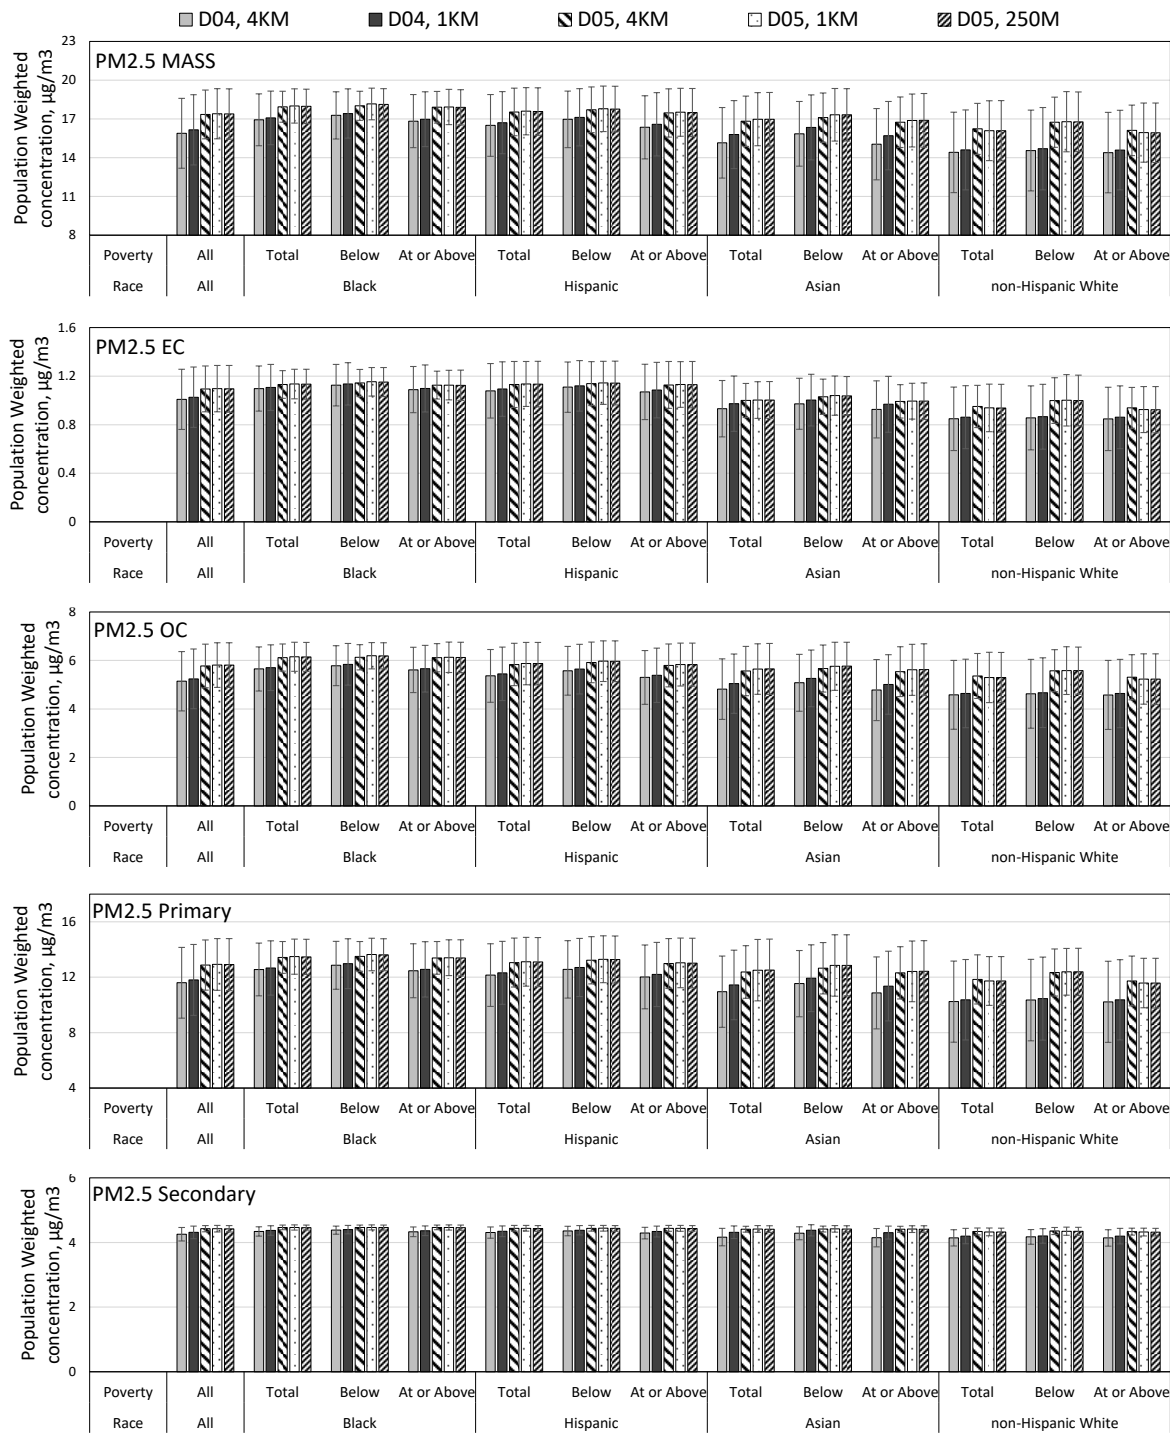 D04, 4KM D04, 1KM D05, 4KM D05, 1KM D05, 250M
Population Weighted
concentration, µg/m3
PM2.5 MASS
23
20
17
14
11
8
Poverty All Total Below At or Above Total Below At or Above Total Below At or Above Total Below At or Above
Race All Black Hispanic Asian non-Hispanic White
Population Weighted
concentration, µg/m3
PM2.5 EC
1.6
1.2
0.8
0.4
0
Poverty All Total Below At or Above Total Below At or Above Total Below At or Above Total Below At or Above
Race All Black Hispanic Asian non-Hispanic White
Population Weighted
concentration, µg/m3
PM2.5 OC
8
6
4
2
0
Poverty All Total Below At or Above Total Below At or Above Total Below At or Above Total Below At or Above
Race All Black Hispanic Asian non-Hispanic White
Population Weighted
concentration, µg/m3
PM2.5 Primary
16
12
8
4
Poverty All Total Below At or Above Total Below At or Above Total Below At or Above Total Below At or Above
Race All Black Hispanic Asian non-Hispanic White
Population Weighted
concentration, µg/m3
PM2.5 Secondary
6
4
2
0
Poverty All Total Below At or Above Total Below At or Above Total Below At or Above Total Below At or Above
Race All Black Hispanic Asian non-Hispanic White